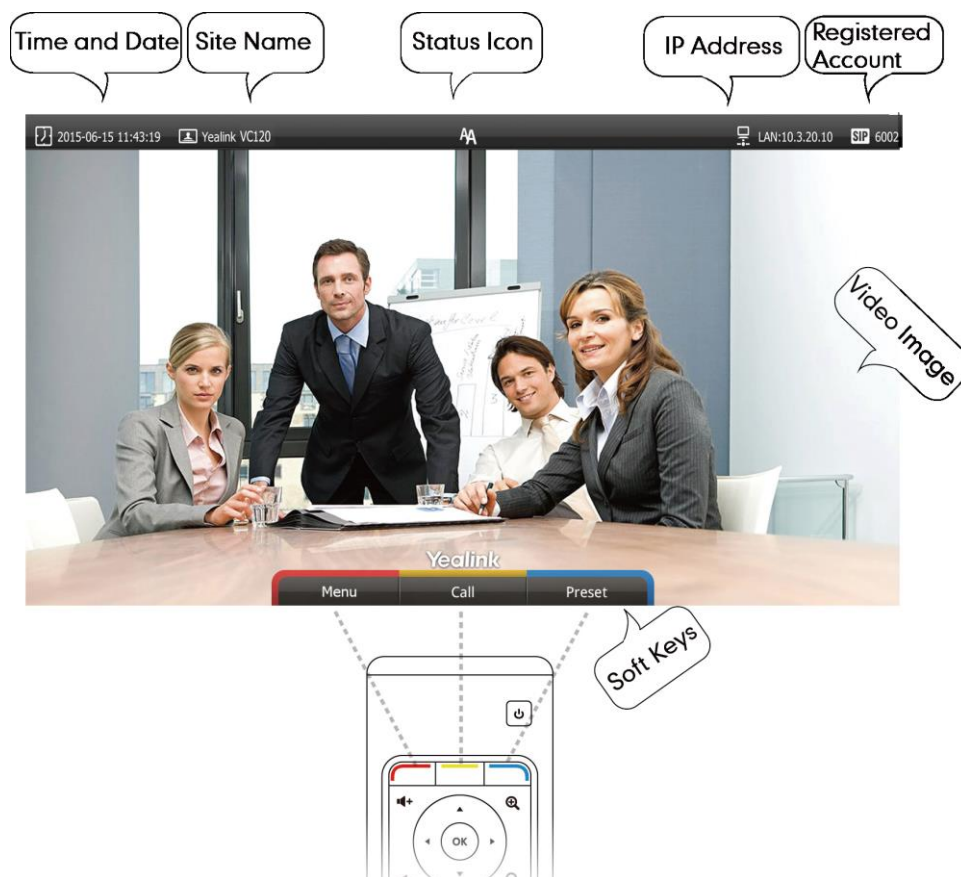 Time and Date
Site Name
Status Icon
IP Address
Registered
Account
2015-06-15 11:43:19
Yealink VC120
AA
LAN:10.3.20.10
SIP
6002
Video Image
Yealink
Menu
Call
Preset
Soft Keys
OK